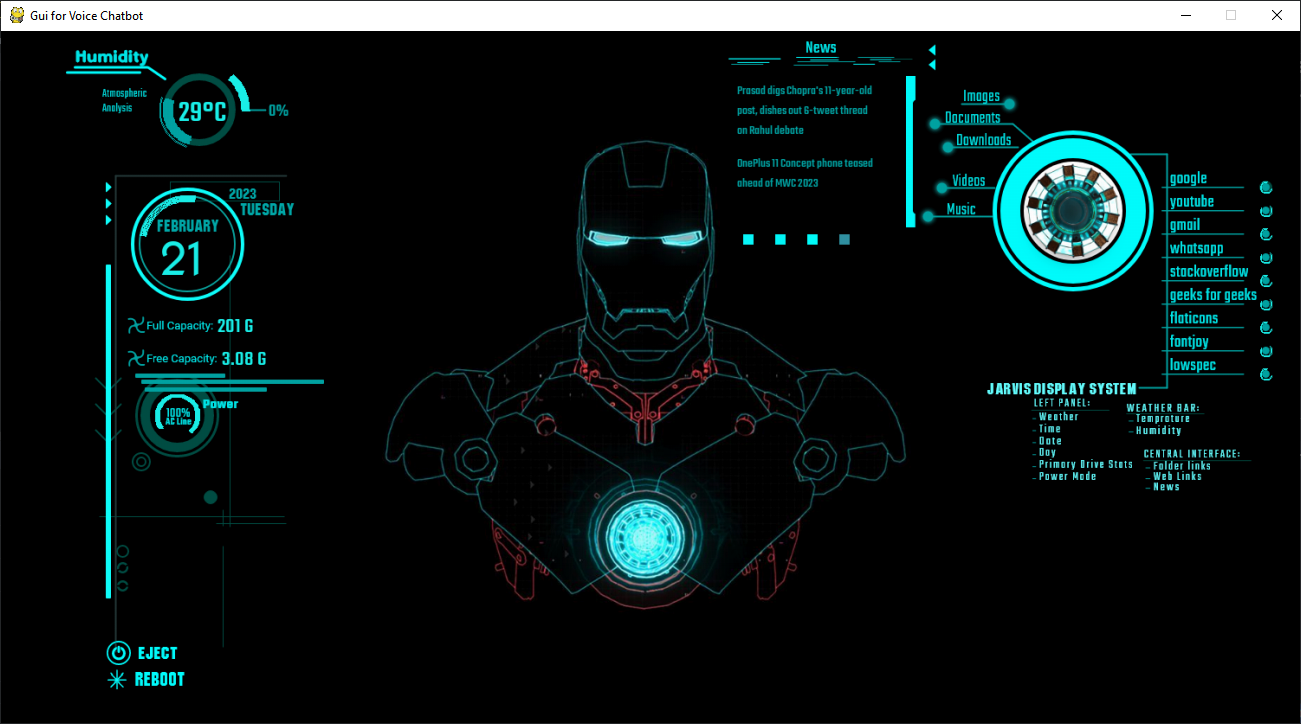 Gui for Voice Chatbot
Humidity
Atmospheric
Analysis
29°C
0%
2023
TUESDAY
FEBRUARY
21
Full Capacity: 201 G
Free Capacity: 3.08 G
Power
100%
AC Line
EJECT
REBOOT
News
Prasad digs Chopra's 11-year-old
post, dishes out 6-tweet thread
on Rahul debate
OnePlus 11 Concept phone teased
ahead of MWC 2023
Images
Documents
Downloads
Videos
Music
google
youtube
gmail
whatsapp
stackoverflow
geeks for geeks
flaticons
fontjoy
lowspec
JARVIS DISPLAY SYSTEM
LEFT PANEL:
- Weather
- Time
- Date
- Day
- Primary Drive Stats
- Power Mode
WEATHER BAR:
- Temprature
- Humidity
CENTRAL INTERFACE:
- Folder links
- Web Links
- News